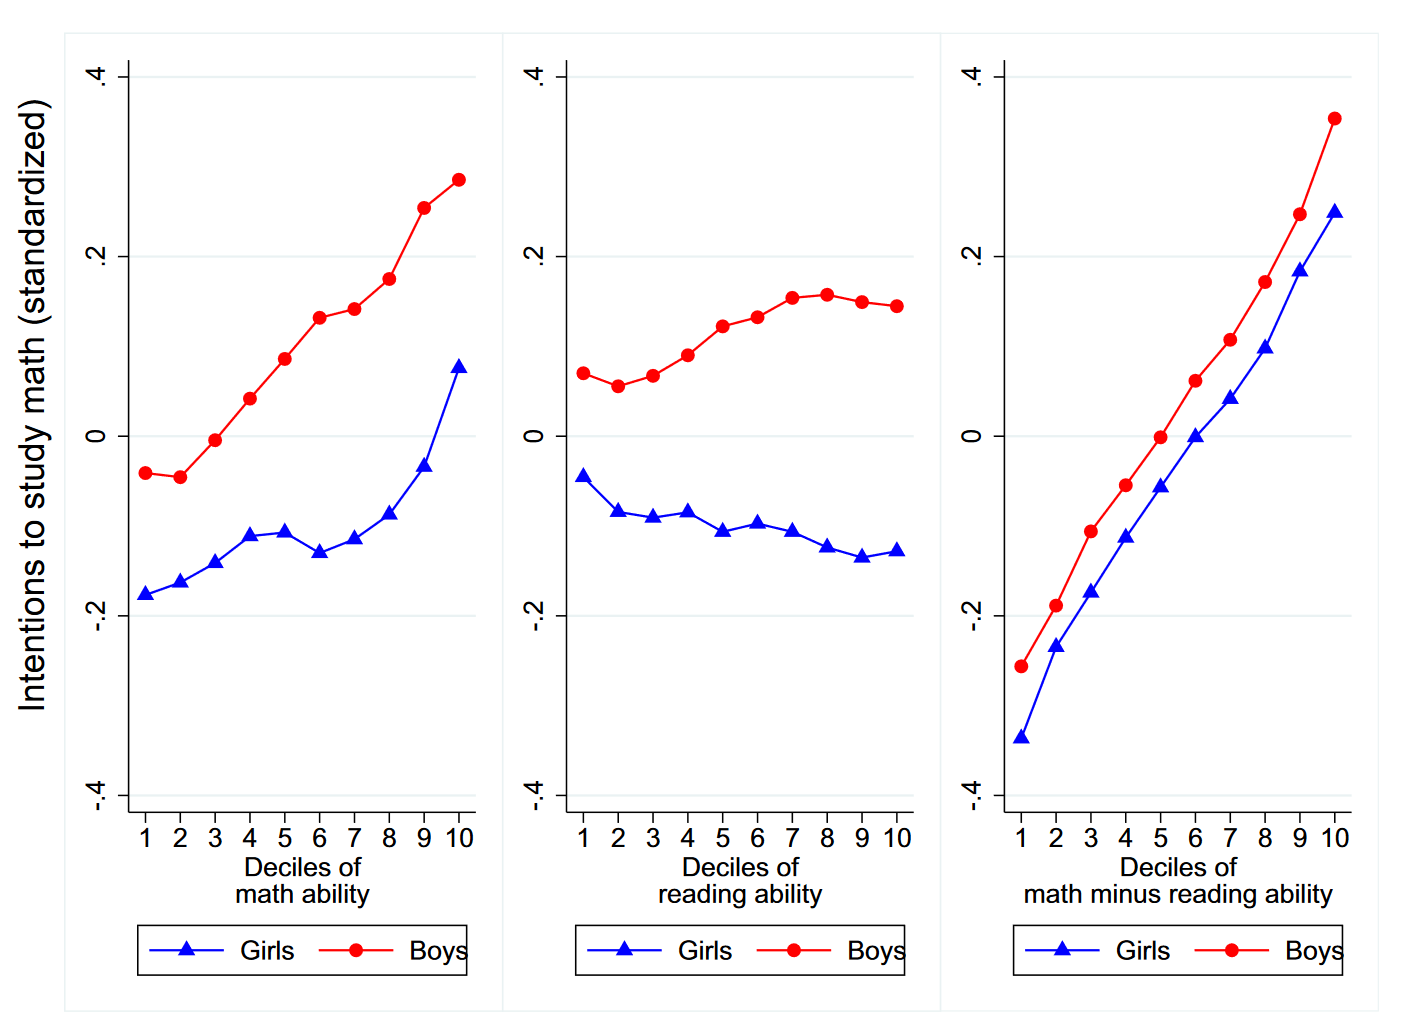 Intentions to study math (standardized)
.4
.2
0
-.2
-.4
1 2 3 4 5 6 7 8 9 10
Deciles of
math ability
Girls Boys
.4
.2
0
-.2
-.4
1 2 3 4 5 6 7 8 9 10
Deciles of
reading ability
Girls Boys
.4
.2
0
-.2
-.4
1 2 3 4 5 6 7 8 9 10
Deciles of
math minus reading ability
Girls Boys